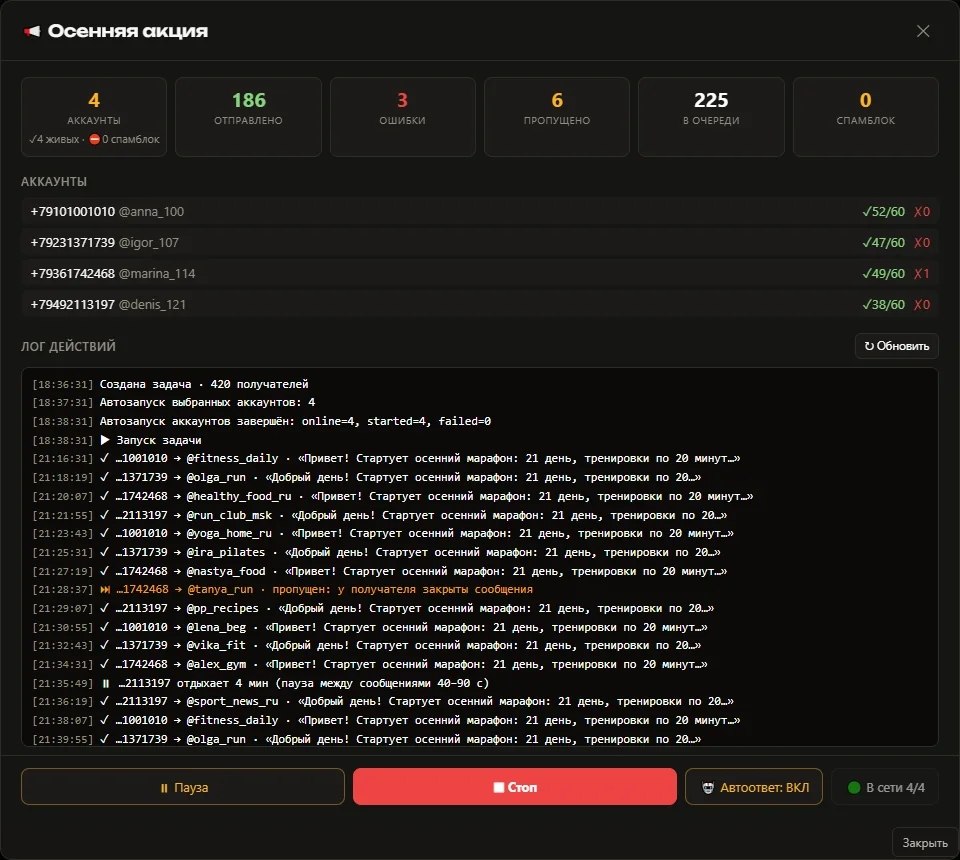 Осенняя акция
4 186 3 6 225 0
АККАУНТЫ ОТПРАВЛЕНО ОШИБКИ ПРОПУЩЕНО В ОЧЕРЕДИ СПАМБЛОК
✓4 живых · ⛔ 0 спамблок
АККАУНТЫ
+79101001010 @anna_100 ✓52/60 ✗0
+79231371739 @igor_107 ✓47/60 ✗0
+79361742468 @marina_114 ✓49/60 ✗1
+79492113197 @denis_121 ✓38/60 ✗0
ЛОГ ДЕЙСТВИЙ ↻ Обновить
[18:36:31] Создана задача · 420 получателей
[18:37:31] Автозапуск выбранных аккаунтов: 4
[18:38:31] Автозапуск аккаунтов завершён: online=4, started=4, failed=0
[18:38:31] ▶ Запуск задачи
[21:16:31] ✓ …1001010 → @fitness_daily · «Привет! Стартует осенний марафон: 21 день, тренировки по 20 минут…»
[21:18:19] ✓ …1371739 → @olga_run · «Добрый день! Стартует осенний марафон: 21 день, тренировки по 20…»
[21:20:07] ✓ …1742468 → @healthy_food_ru · «Привет! Стартует осенний марафон: 21 день, тренировки по 20 минут…»
[21:21:55] ✓ …2113197 → @run_club_msk · «Добрый день! Стартует осенний марафон: 21 день, тренировки по 20…»
[21:23:43] ✓ …1001010 → @yoga_home_ru · «Привет! Стартует осенний марафон: 21 день, тренировки по 20 минут…»
[21:25:31] ✓ …1371739 → @ira_pilates · «Добрый день! Стартует осенний марафон: 21 день, тренировки по 20…»
[21:27:19] ✓ …1742468 → @nastya_food · «Привет! Стартует осенний марафон: 21 день, тренировки по 20 минут…»
[21:28:37] ⏭ …1742468 → @tanya_run · пропущен: у получателя закрыты сообщения
[21:29:07] ✓ …2113197 → @pp_recipes · «Добрый день! Стартует осенний марафон: 21 день, тренировки по 20…»
[21:30:55] ✓ …1001010 → @lena_beg · «Привет! Стартует осенний марафон: 21 день, тренировки по 20 минут…»
[21:32:43] ✓ …1371739 → @vika_fit · «Добрый день! Стартует осенний марафон: 21 день, тренировки по 20…»
[21:34:31] ✓ …1742468 → @alex_gym · «Привет! Стартует осенний марафон: 21 день, тренировки по 20 минут…»
[21:35:49] ⏸ …2113197 отдыхает 4 мин (пауза между сообщениями 40–90 с)
[21:36:19] ✓ …2113197 → @sport_news_ru · «Добрый день! Стартует осенний марафон: 21 день, тренировки по 20…»
[21:38:07] ✓ …1001010 → @fitness_daily · «Привет! Стартует осенний марафон: 21 день, тренировки по 20 минут…»
[21:39:55] ✓ …1371739 → @olga_run · «Добрый день! Стартует осенний марафон: 21 день, тренировки по 20…»
⏸ Пауза ⏹ Стоп Автоответ: ВКЛ В сети 4/4
Закрыть